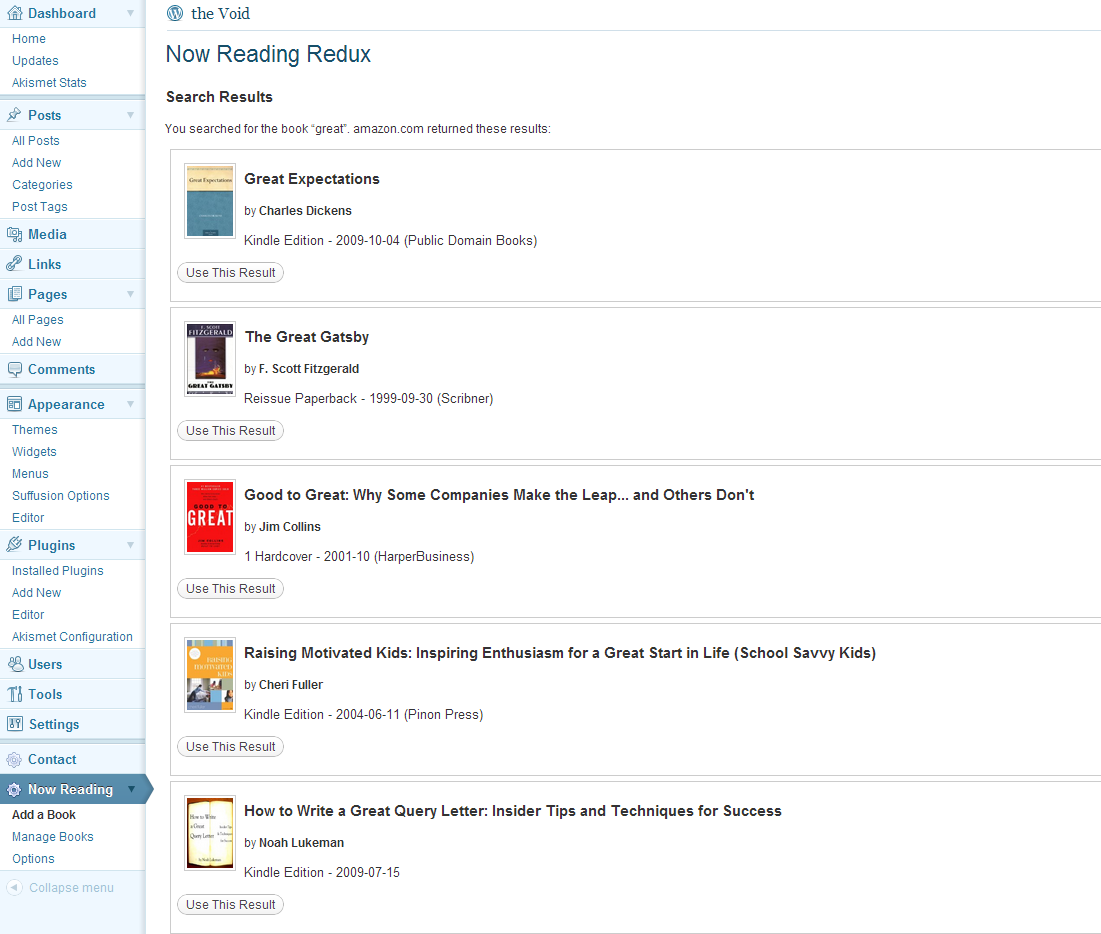 Dashboard
Home
Updates
Akismet Stats
Posts
All Posts
Add New
Categories
Post Tags
Media
Links
Pages
All Pages
Add New
Comments
Appearance
Themes
Widgets
Menus
Suffusion Options
Editor
Plugins
Installed Plugins
Add New
Editor
Akismet Configuration
Users
Tools
Settings
Contact
Now Reading
Add a Book
Manage Books
Options
Collapse menu
the Void
Now Reading Redux
Search Results
You searched for the book “great”. amazon.com returned these results:
Great Expectations
Great Expectations
by Charles Dickens
Kindle Edition - 2009-10-04 (Public Domain Books)
Use This Result
F. SCOTT
FITZGERALD
THE
GREAT GATSBY
The Great Gatsby
by F. Scott Fitzgerald
Reissue Paperback - 1999-09-30 (Scribner)
Use This Result
GOOD TO
GREAT
Good to Great: Why Some Companies Make the Leap... and Others Don't
by Jim Collins
1 Hardcover - 2001-10 (HarperBusiness)
Use This Result
RAISING
MOTIVATED
KIDS
Raising Motivated Kids: Inspiring Enthusiasm for a Great Start in Life (School Savvy Kids)
by Cheri Fuller
Kindle Edition - 2004-06-11 (Pinon Press)
Use This Result
How to Write
a Great
Query Letter
by Noah Lukeman
How to Write a Great Query Letter: Insider Tips and Techniques for Success
by Noah Lukeman
Kindle Edition - 2009-07-15
Use This Result